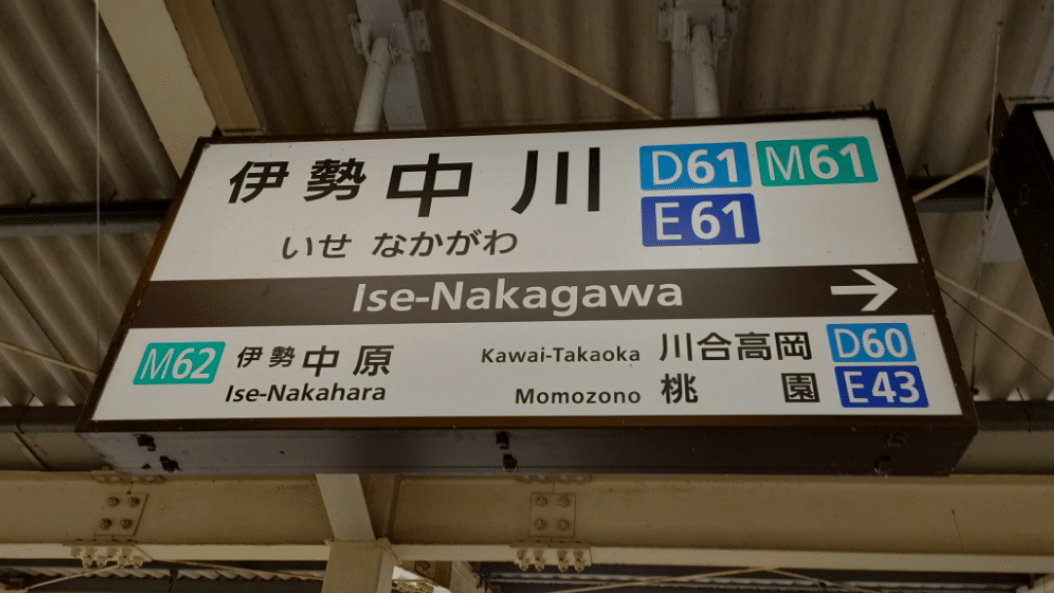 伊勢中川 D61 M61
いせ なかがわ E61
Ise-Nakagawa →
M62 伊勢中原 Kawai-Takaoka 川合高岡 D60
Ise-Nakahara Momozono 桃園 E43